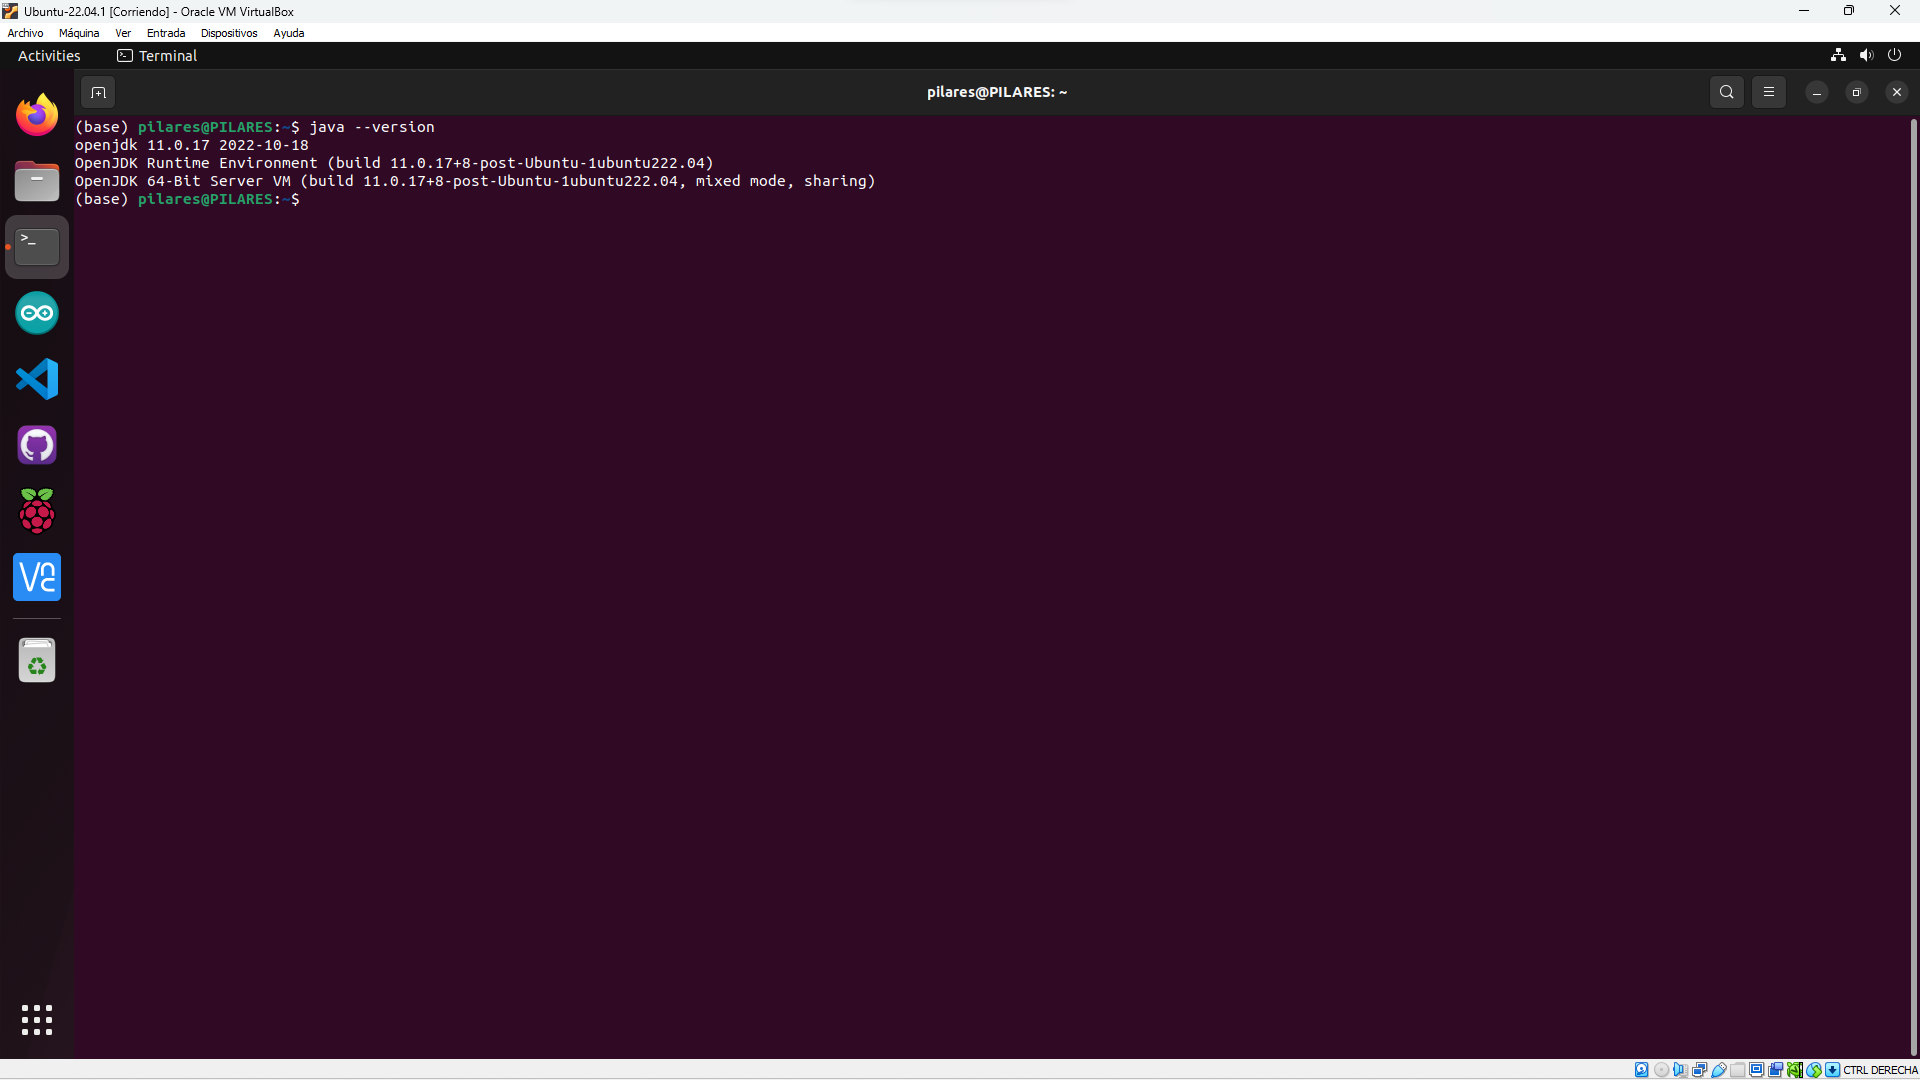 Ubuntu-22.04.1 [Corriendo] - Oracle VM VirtualBox
Archivo Máquina Ver Entrada Dispositivos Ayuda
Activities Terminal
pilares@PILARES: ~
(base) pilares@PILARES:~$ java --version
openjdk 11.0.17 2022-10-18
OpenJDK Runtime Environment (build 11.0.17+8-post-Ubuntu-1ubuntu222.04)
OpenJDK 64-Bit Server VM (build 11.0.17+8-post-Ubuntu-1ubuntu222.04, mixed mode, sharing)
(base) pilares@PILARES:~$
CTRL DERECHA